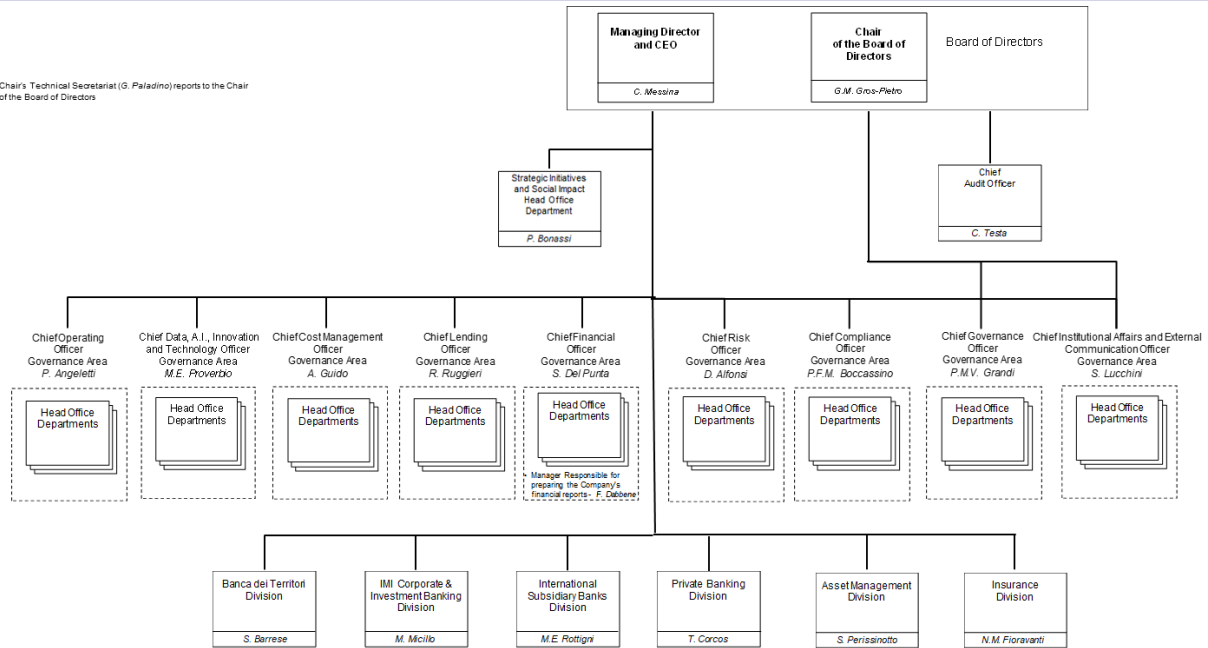 Managing Director
and CEO
C. Messina
Chair
of the Board of
Directors
G.M. Gros-Pietro
Board of Directors
Chair's Technical Secretariat (G. Paladino) reports to the Chair
of the Board of Directors
Strategic Initiatives
and Social Impact
Head Office
Department
P. Bonassi
Chief
Audit Officer
C. Testa
Chief Operating
Officer
Governance Area
P. Angeletti
Chief Data, A.I., Innovation
and Technology Officer
Governance Area
M.E. Proverbio
Chief Cost Management
Officer
Governance Area
A. Guido
Chief Lending
Officer
Governance Area
R. Ruggieri
Chief Financial
Officer
Governance Area
S. Del Punta
Chief Risk
Officer
Governance Area
D. Alfonsi
Chief Compliance
Officer
Governance Area
P.F.M. Boccassino
Chief Governance
Officer
Governance Area
P.M.V. Grandi
Chief Institutional Affairs and External
Communication Officer
Governance Area
S. Lucchini
Head Office
Departments
Head Office
Departments
Head Office
Departments
Head Office
Departments
Head Office
Departments
- Manager Responsible for
preparing the Company's
financial reports - F. Dabbene
Head Office
Departments
Head Office
Departments
Head Office
Departments
Head Office
Departments
Banca dei Territori
Division
S. Barrese
IMI Corporate &
Investment Banking
Division
M. Micillo
International
Subsidiary Banks
Division
M.E. Rottigni
Private Banking
Division
T. Corcos
Asset Management
Division
S. Perissinotto
Insurance
Division
N.M. Fioravanti